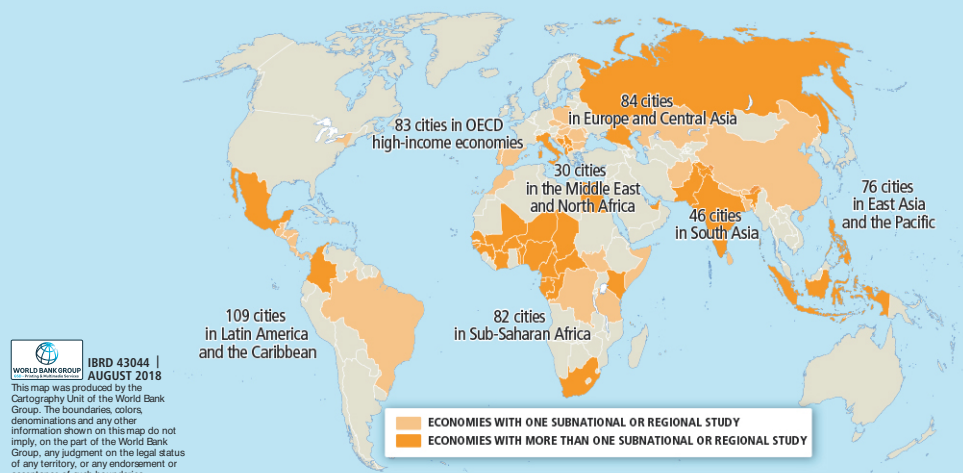 84 cities
in Europe and Central Asia
83 cities in OECD
high-income economies
30 cities
in the Middle East
and North Africa
76 cities
in East Asia
and the Pacific
46 cities
in South Asia
109 cities
in Latin America
and the Caribbean
82 cities
in Sub-Saharan Africa
WORLD BANK GROUP
IBRD 43044 |
AUGUST 2018
This map was produced by the
Cartography Unit of the World Bank
Group. The boundaries, colors,
denominations and any other
information shown on this map do not
imply, on the part of the World Bank
Group, any judgment on the legal status
of any territory, or any endorsement or
ECONOMIES WITH ONE SUBNATIONAL OR REGIONAL STUDY
ECONOMIES WITH MORE THAN ONE SUBNATIONAL OR REGIONAL STUDY